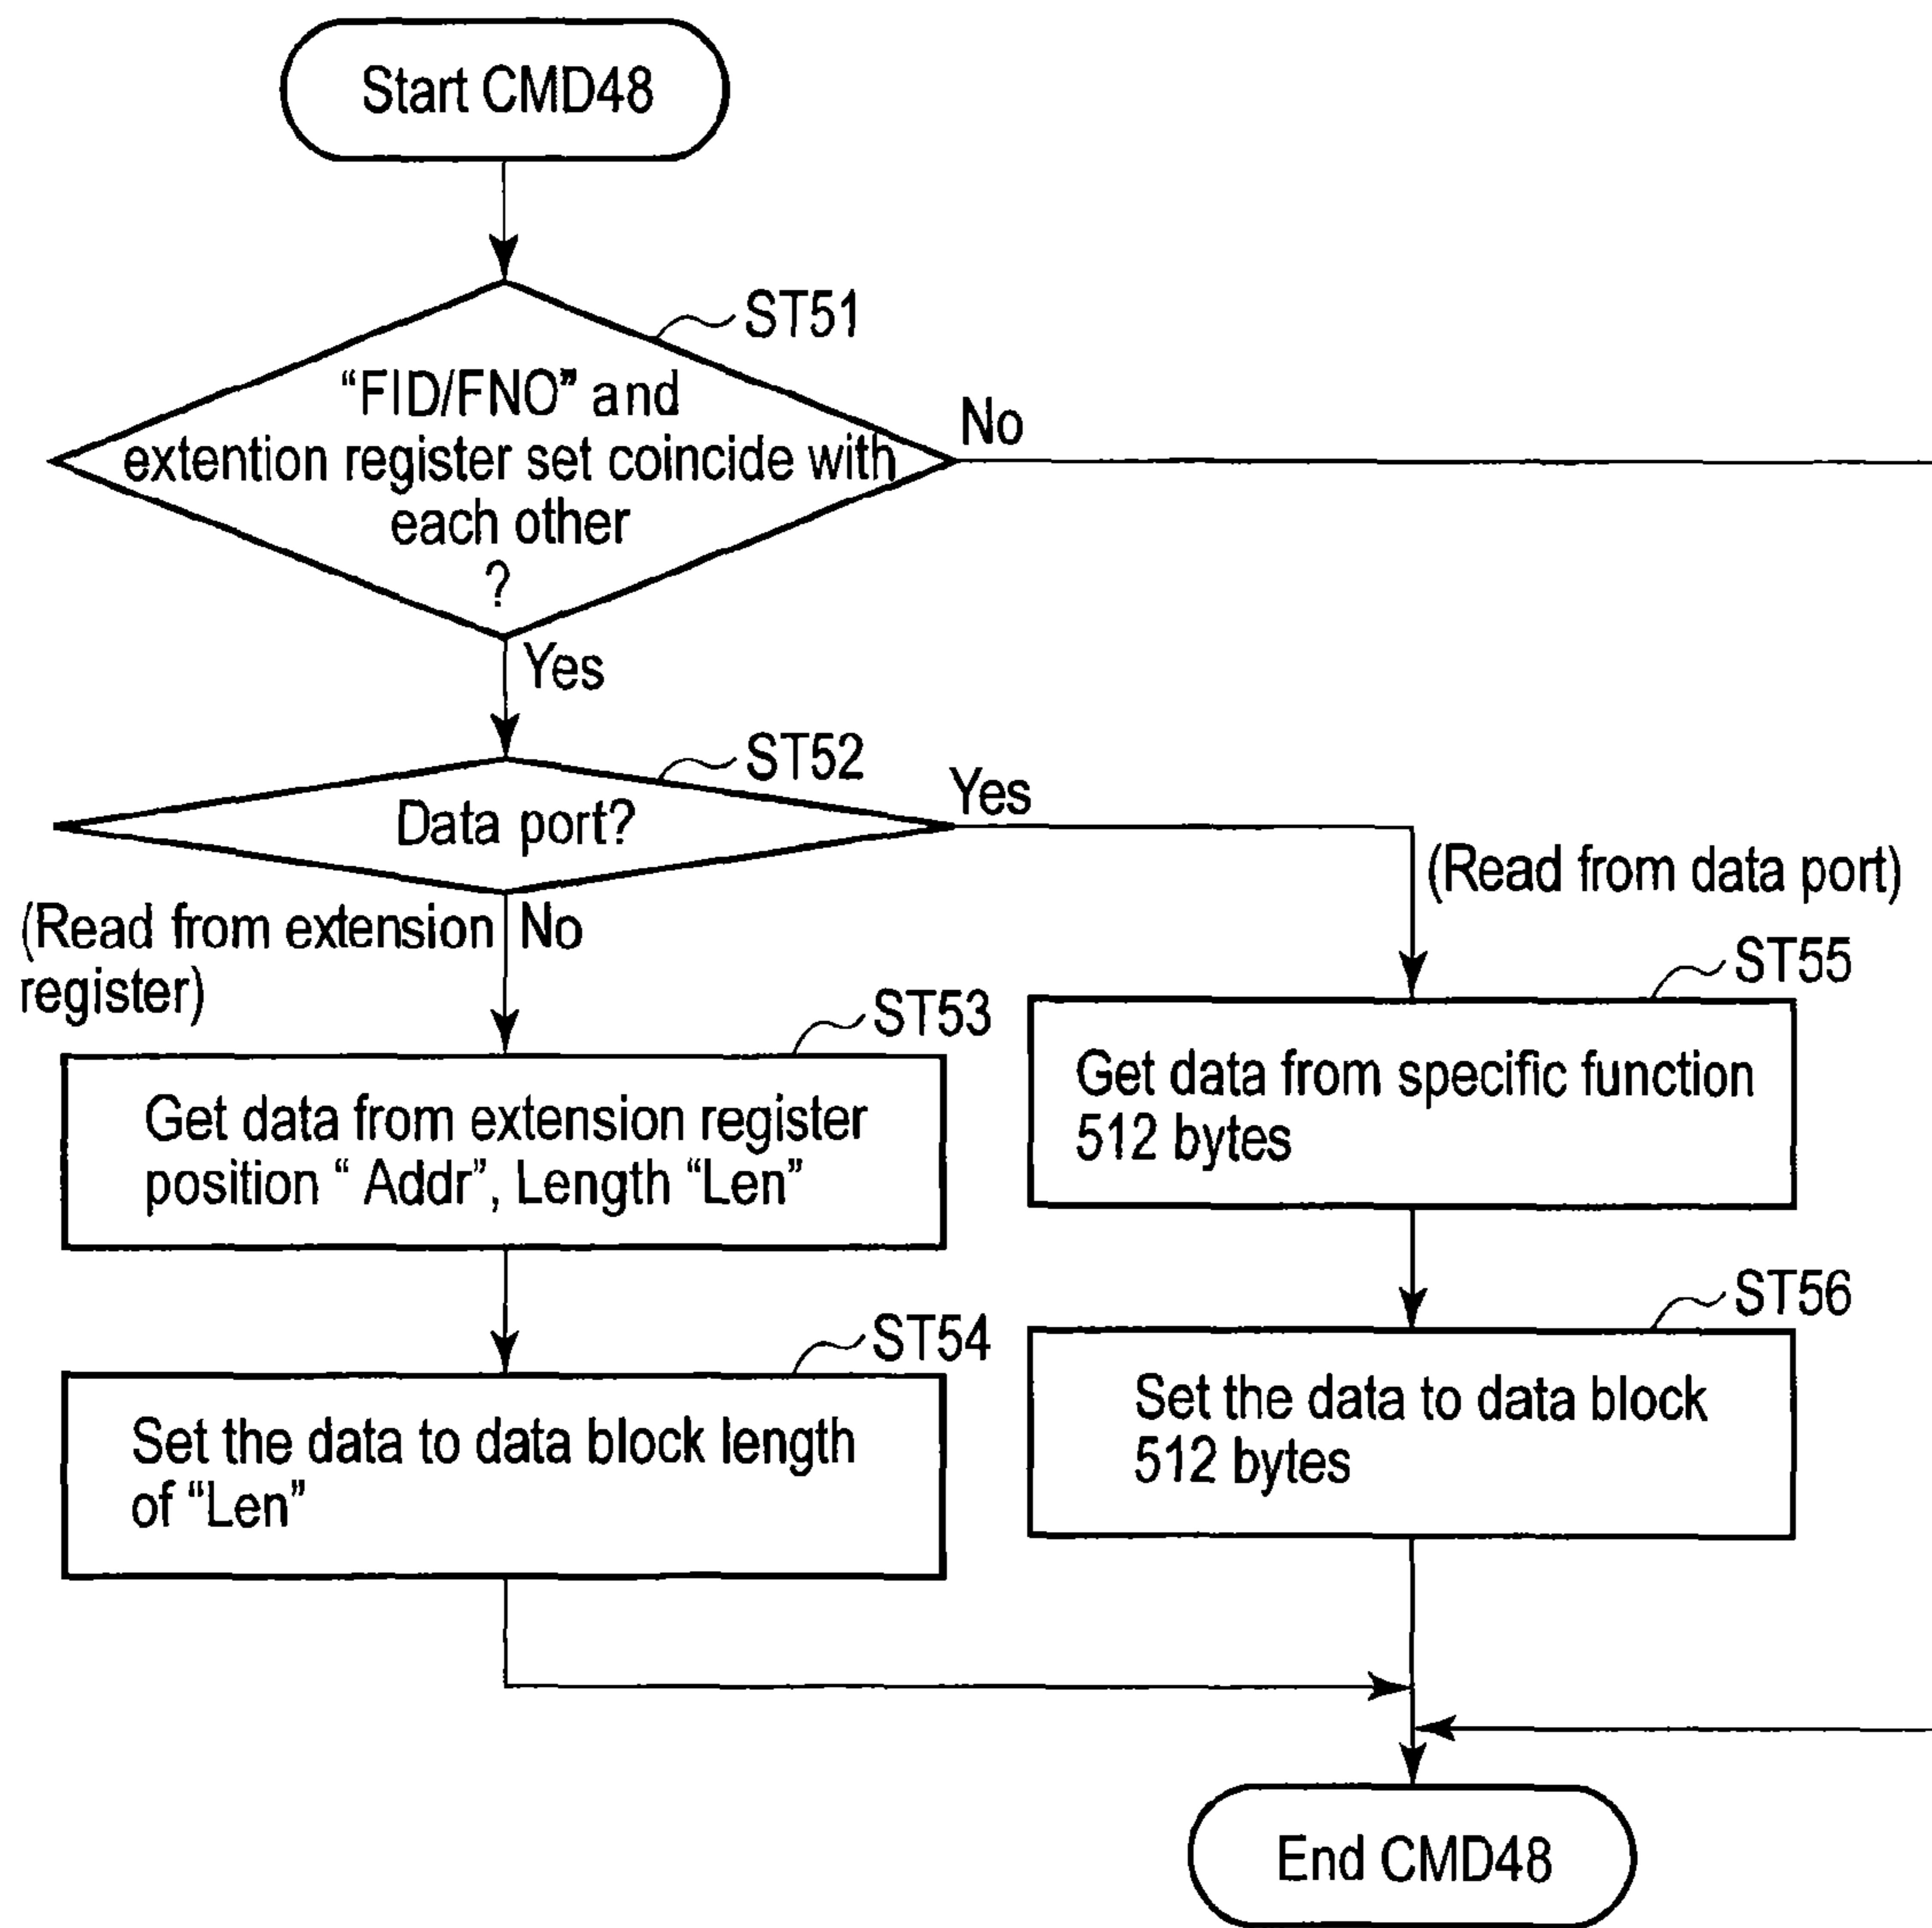 Start CMD48
ST51
“FID/FNO” and
extention register set coincide with
each other
?
No
Yes
ST52
Data port?
Yes
(Read from data port)
(Read from extension
register)
No
ST53
Get data from extension register
position “ Addr”, Length “Len”
ST55
Get data from specific function
512 bytes
ST54
Set the data to data block length
of “Len”
ST56
Set the data to data block
512 bytes
End CMD48